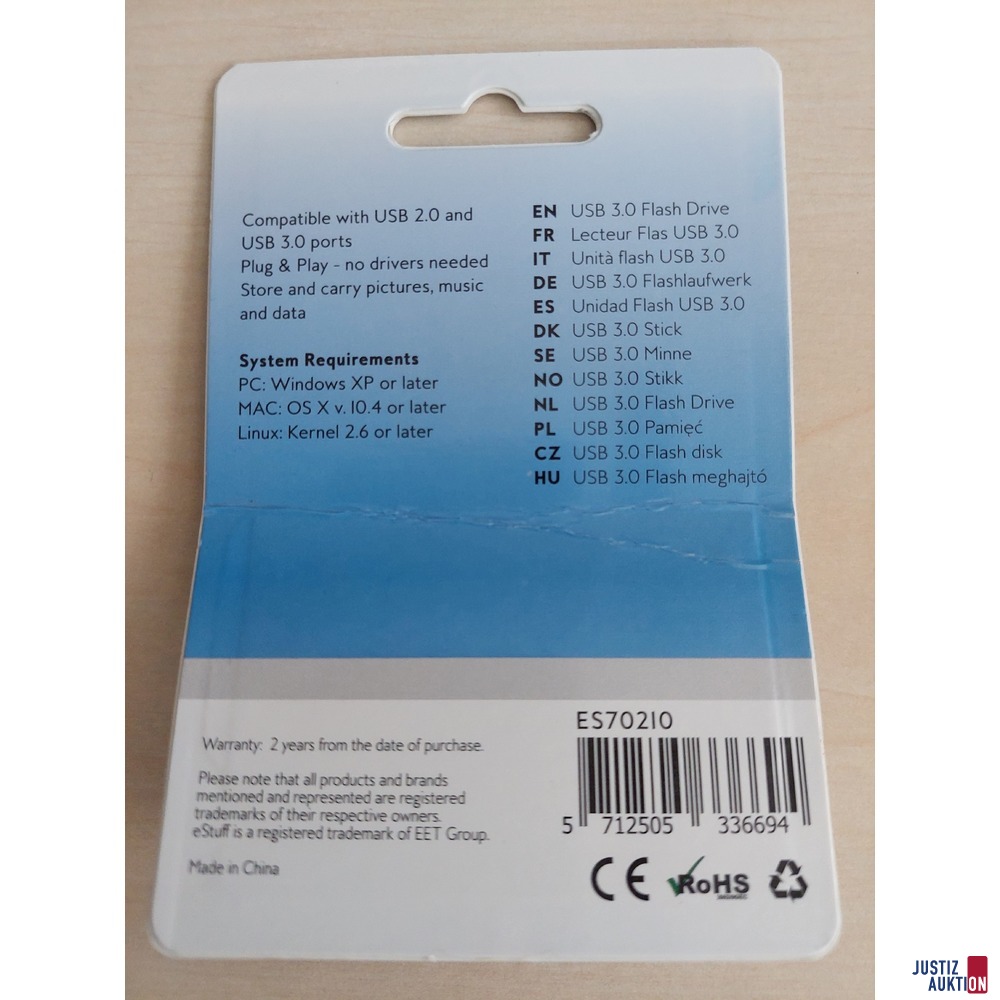 Compatible with USB 2.0 and
USB 3.0 ports
Plug & Play - no drivers needed
Store and carry pictures, music
and data
System Requirements
PC: Windows XP or later
MAC: OS X v. 10.4 or later
Linux: Kernel 2.6 or later
EN USB 3.0 Flash Drive
FR Lecteur Flas USB 3.0
IT Unità flash USB 3.0
DE USB 3.0 Flashlaufwerk
ES Unidad Flash USB 3.0
DK USB 3.0 Stick
SE USB 3.0 Minne
NO USB 3.0 Stikk
NL USB 3.0 Flash Drive
PL USB 3.0 Pamięć
CZ USB 3.0 Flash disk
HU USB 3.0 Flash meghajtó
Warranty: 2 years from the date of purchase.
Please note that all products and brands
mentioned and represented are registered
trademarks of their respective owners.
eStuff is a registered trademark of EET Group.
Made in China
ES70210
5 712505 336694
CE RoHS
JUSTIZ
AUKTION